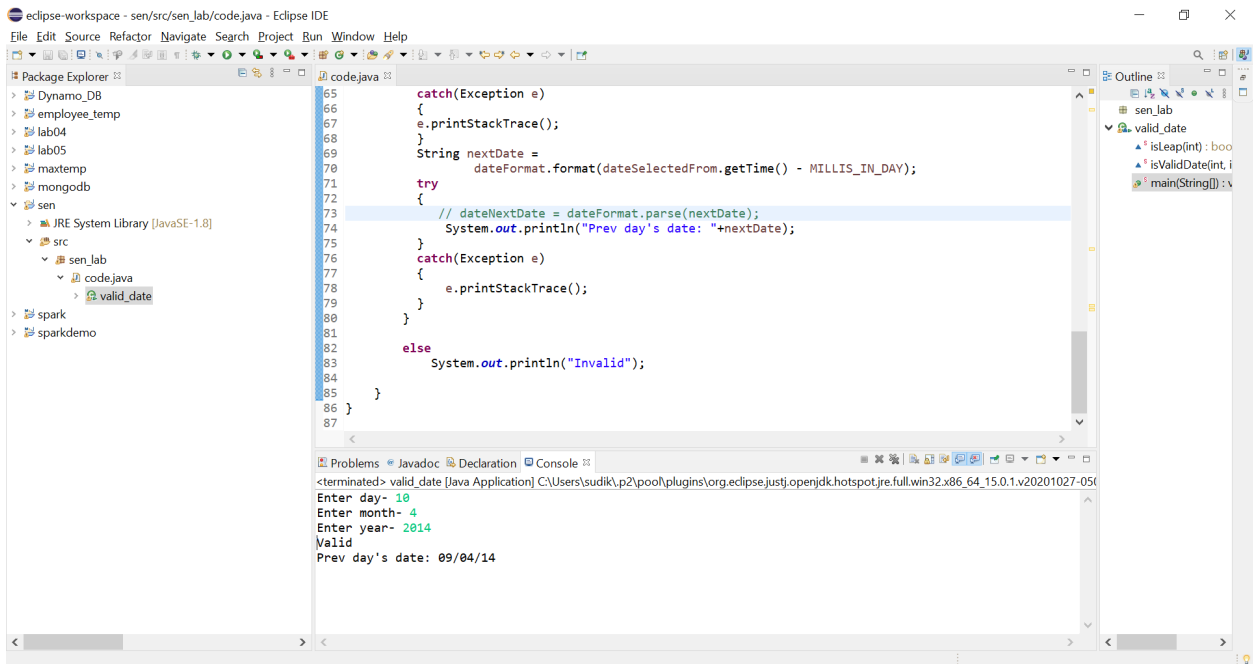 eclipse-workspace - sen/src/sen_lab/code.java - Eclipse IDE
File Edit Source Refactor Navigate Search Project Run Window Help
Package Explorer
Dynamo_DB
employee_temp
lab04
lab05
maxtemp
mongodb
sen
JRE System Library [JavaSE-1.8]
src
sen_lab
code.java
valid_date
spark
sparkdemo
code.java
65 catch(Exception e)
66 {
67 e.printStackTrace();
68 }
69 String nextDate =
70 dateFormat.format(dateSelectedFrom.getTime() - MILLIS_IN_DAY);
71 try
72 {
73 // dateNextDate = dateFormat.parse(nextDate);
74 System.out.println("Prev day's date: "+nextDate);
75 }
76 catch(Exception e)
77 {
78 e.printStackTrace();
79 }
80 }
81
82 else
83 System.out.println("Invalid");
84
85 }
86 }
87
Problems Javadoc Declaration Console
<terminated> valid_date [Java Application] C:\Users\sudik\.p2\pool\plugins\org.eclipse.justj.openjdk.hotspot.jre.full.win32.x86_64_15.0.1.v20201027-050
Enter day- 10
Enter month- 4
Enter year- 2014
Valid
Prev day's date: 09/04/14
Outline
sen_lab
valid_date
isLeap(int) : boo
isValidDate(int, i
main(String[]) : v